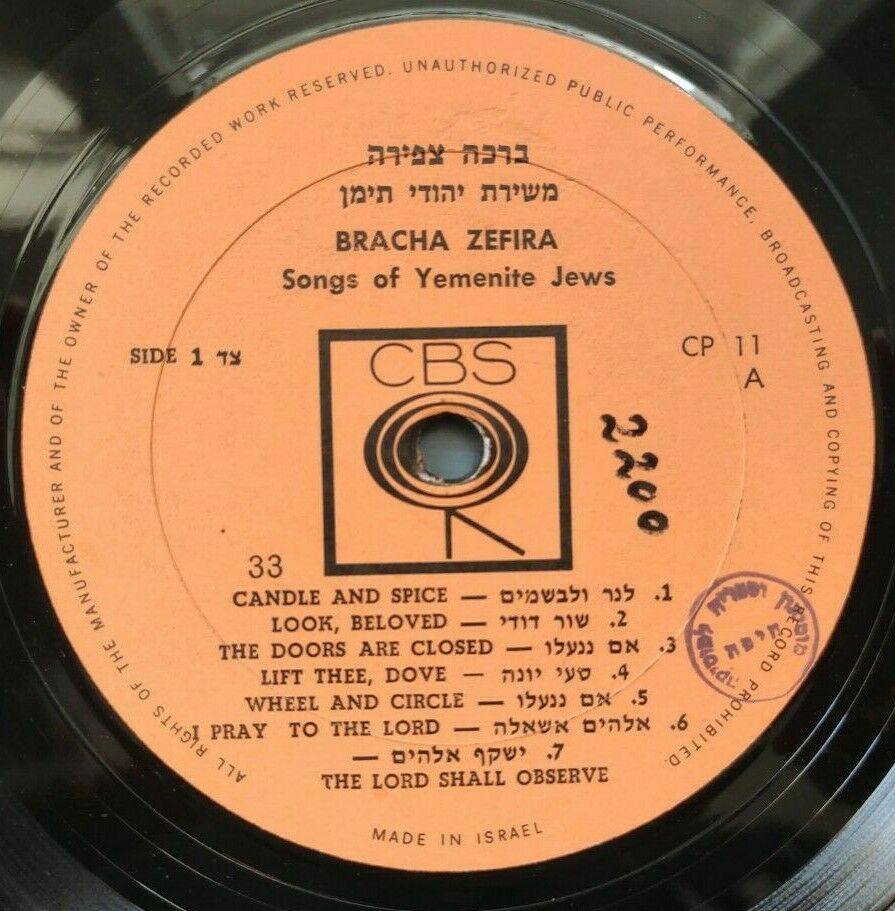 ALL RIGHTS OF THE MANUFACTURER AND OF THE OWNER OF THE RECORDED WORK RESERVED. UNAUTHORIZED PUBLIC PERFORMANCE, BROADCASTING AND COPYING OF THIS RECORD PROHIBITED.
ברכה צפירה
משירת יהודי תימן
BRACHA ZEFIRA
Songs of Yemenite Jews
SIDE 1 צד
CP 11
A
CBS
2200
33
CANDLE AND SPICE — לנר ולבשמים .1
LOOK, BELOVED — שור דודי .2
THE DOORS ARE CLOSED — אם ננעלו .3
LIFT THEE, DOVE — סעי יונה .4
WHEEL AND CIRCLE — אם ננעלו .5
I PRAY TO THE LORD — אלהים אשאלה .6
— ישקף אלהים .7
THE LORD SHALL OBSERVE
MADE IN ISRAEL
חיפה